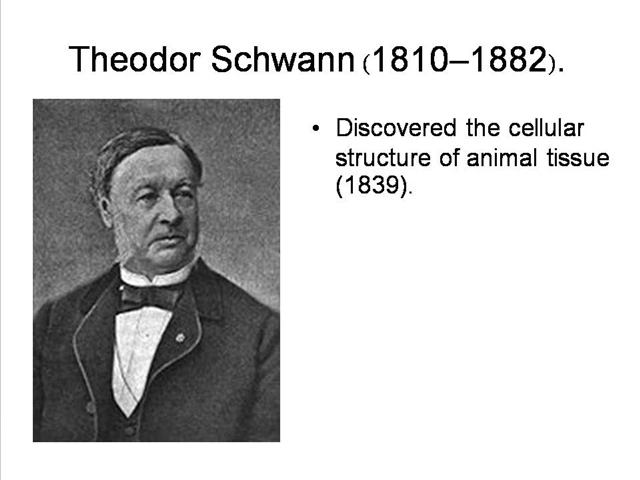 Theodor Schwann (1810–1882).
• Discovered the cellular
structure of animal tissue
(1839).